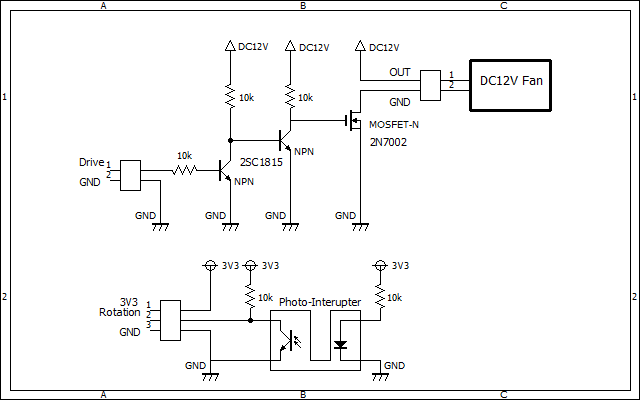 A B C
DC12V DC12V DC12V
OUT
1
2
DC12V Fan
1 10k 10k 1
GND
MOSFET-N
2N7002
NPN
10k 2SC1815
Drive 1
GND 2
NPN
GND GND GND GND
3V3 3V3 3V3
2 10k Photo-Interupter 10k 2
3V3 1
Rotation 2
GND 3
GND GND
A B C